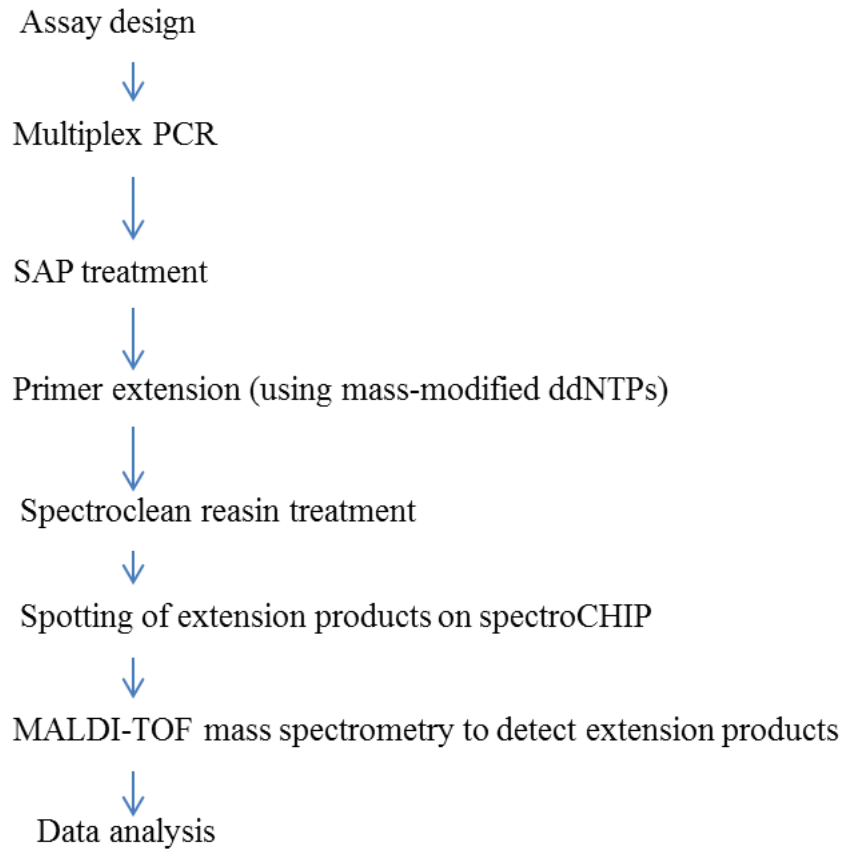 Assay design
Multiplex PCR
SAP treatment
Primer extension (using mass-modified ddNTPs)
Spectroclean reasin treatment
Spotting of extension products on spectroCHIP
MALDI-TOF mass spectrometry to detect extension products
Data analysis